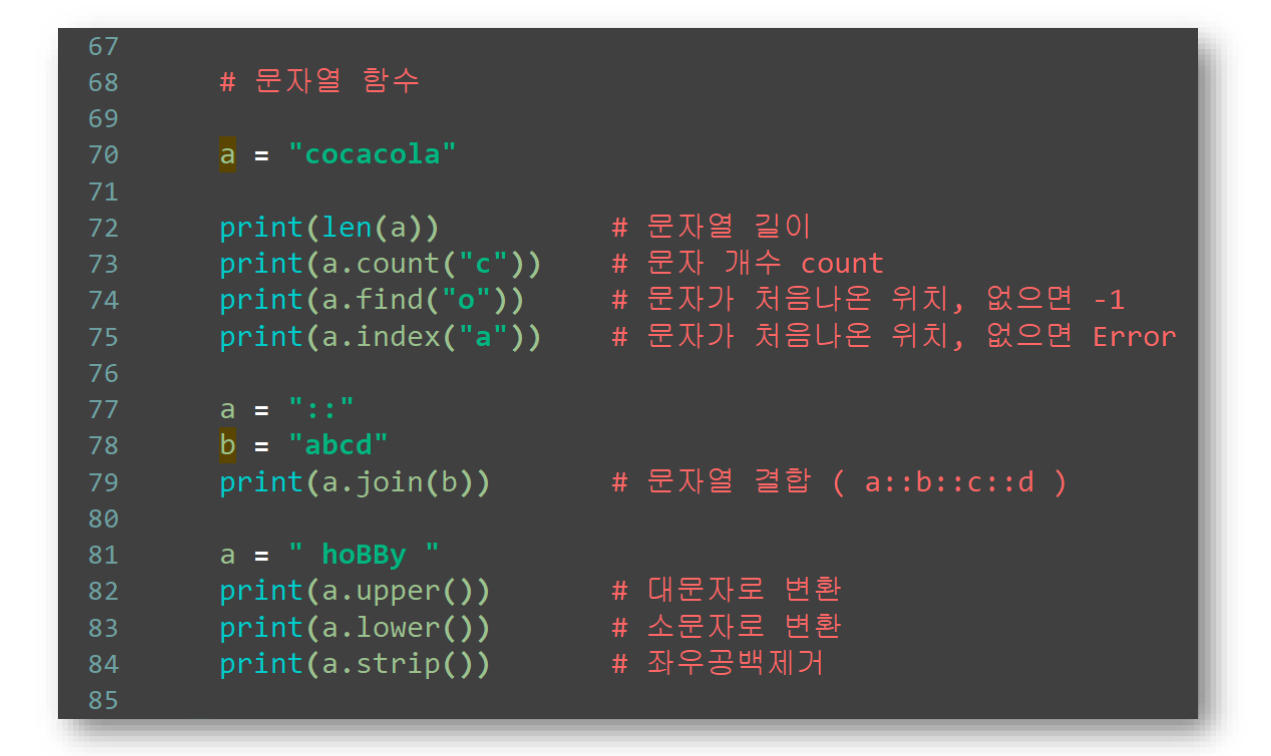 67
68 # 문자열 함수
69
70 a = "cocacola"
71
72 print(len(a)) # 문자열 길이
73 print(a.count("c")) # 문자 개수 count
74 print(a.find("o")) # 문자가 처음나온 위치, 없으면 -1
75 print(a.index("a")) # 문자가 처음나온 위치, 없으면 Error
76
77 a = "::"
78 b = "abcd"
79 print(a.join(b)) # 문자열 결합 ( a::b::c::d )
80
81 a = " hoBBy "
82 print(a.upper()) # 대문자로 변환
83 print(a.lower()) # 소문자로 변환
84 print(a.strip()) # 좌우공백제거
85